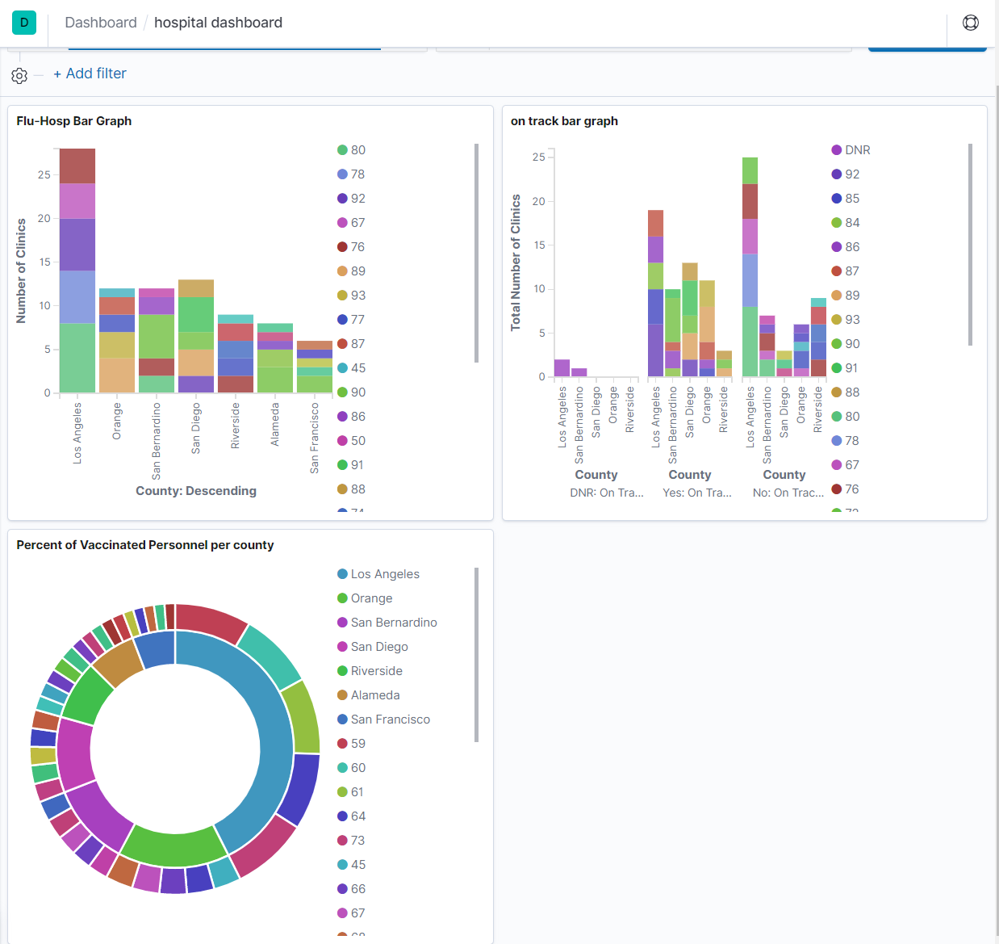 D Dashboard / hospital dashboard
+ Add filter
Flu-Hosp Bar Graph
Number of Clinics
25
20
15
10
5
0
Los Angeles
Orange
San Bernardino
San Diego
Riverside
Alameda
San Francisco
County: Descending
80
78
92
67
76
89
93
77
87
45
90
86
50
91
88
74
on track bar graph
Total Number of Clinics
25
20
15
10
5
0
Los Angeles
San Bernardino
San Diego
Orange
Riverside
Los Angeles
San Bernardino
San Diego
Orange
Riverside
Los Angeles
San Bernardino
San Diego
Orange
Riverside
County
County
County
DNR: On Tra...
Yes: On Tra...
No: On Trac...
DNR
92
85
84
86
87
89
93
90
91
88
80
78
67
76
Percent of Vaccinated Personnel per county
Los Angeles
Orange
San Bernardino
San Diego
Riverside
Alameda
San Francisco
59
60
61
64
73
45
66
67